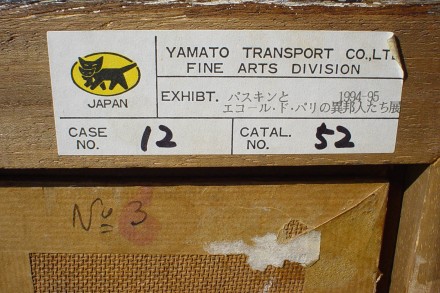 YAMATO TRANSPORT CO.,LT
FINE ARTS DIVISION
JAPAN
EXHIBT. パスキンと 1994-95
エコール・ド・パリの異邦人たち展
CASE NO. 12
CATAL. NO. 52
No 3